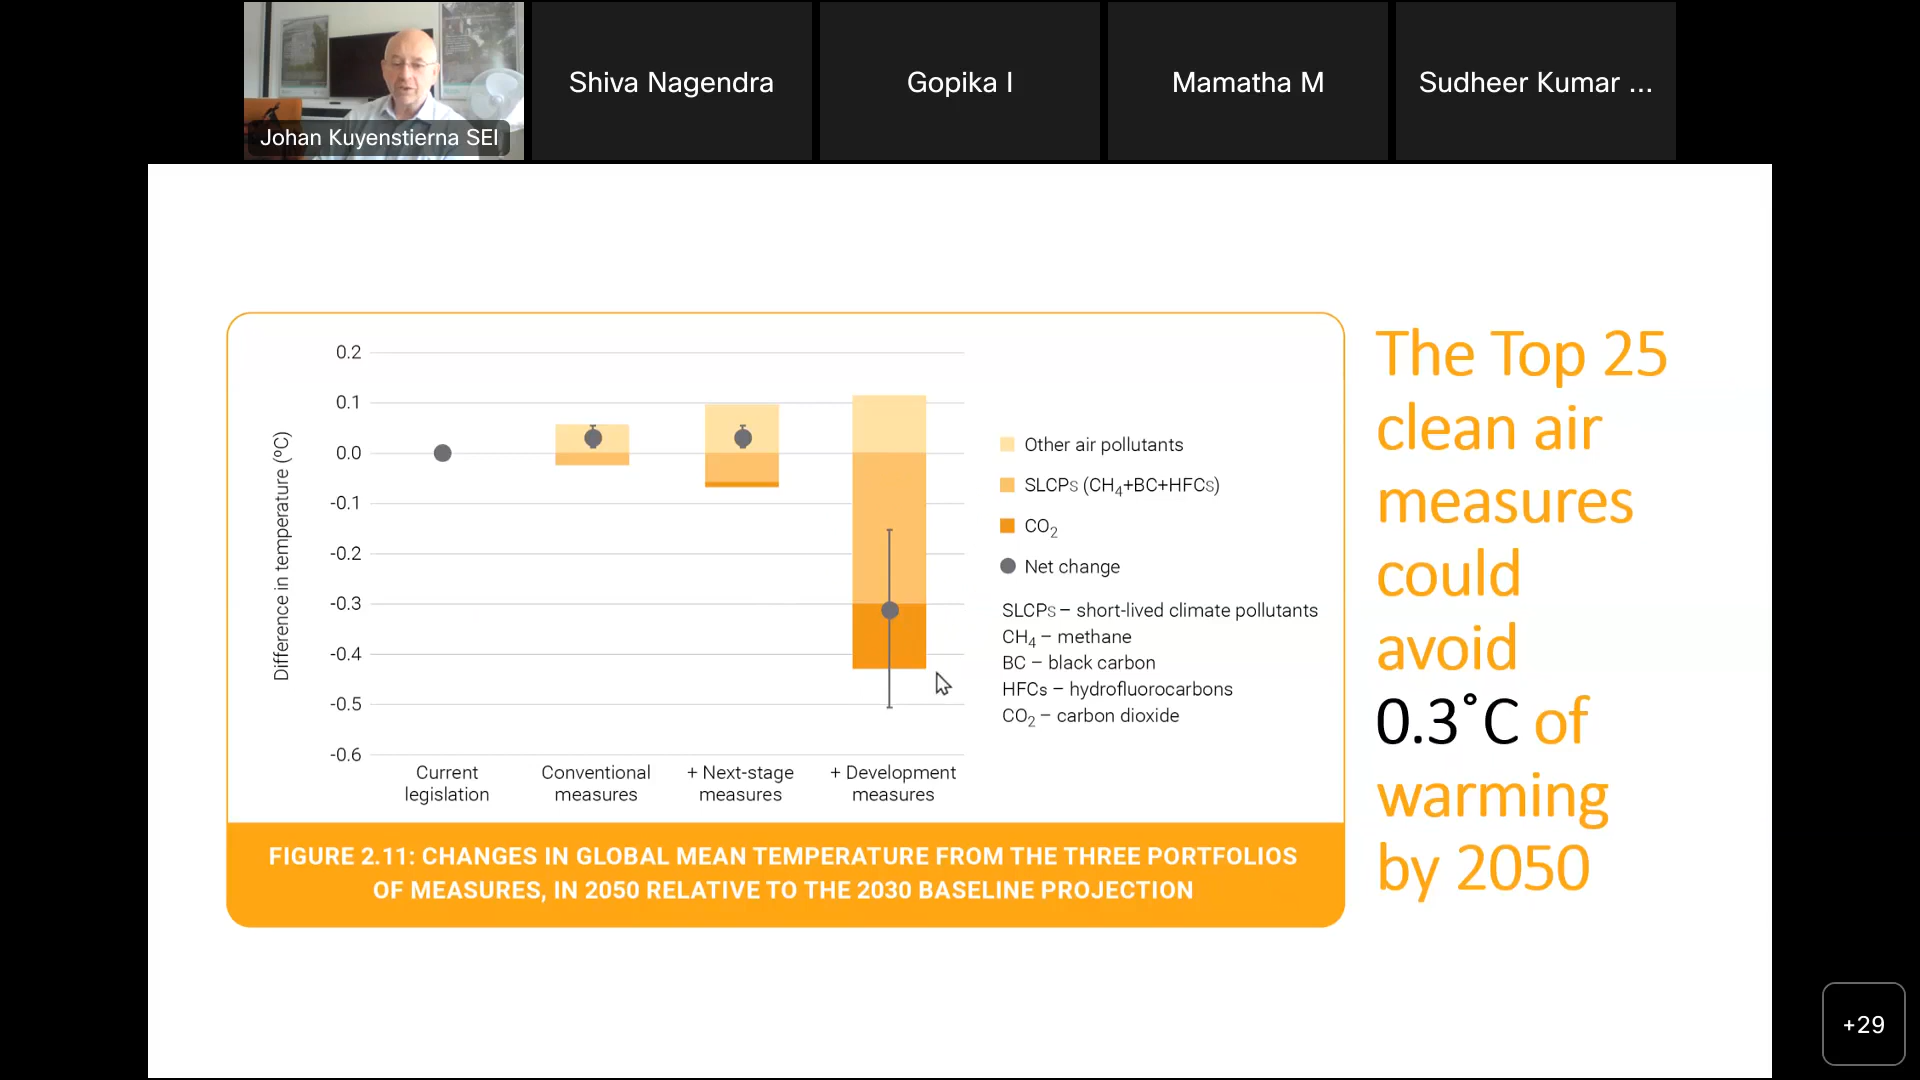 Johan Kuyenstierna SEI
Shiva Nagendra
Gopika I
Mamatha M
Sudheer Kumar ...
0.2
0.1
0.0
-0.1
-0.2
-0.3
-0.4
-0.5
-0.6
Difference in temperature (ºC)
Current
legislation
Conventional
measures
+ Next-stage
measures
+ Development
measures
Other air pollutants
SLCPs (CH₄+BC+HFCs)
CO₂
Net change
SLCPs – short-lived climate pollutants
CH₄ – methane
BC – black carbon
HFCs – hydrofluorocarbons
CO₂ – carbon dioxide
FIGURE 2.11: CHANGES IN GLOBAL MEAN TEMPERATURE FROM THE THREE PORTFOLIOS
OF MEASURES, IN 2050 RELATIVE TO THE 2030 BASELINE PROJECTION
The Top 25
clean air
measures
could
avoid
0.3˚C of
warming
by 2050
+29